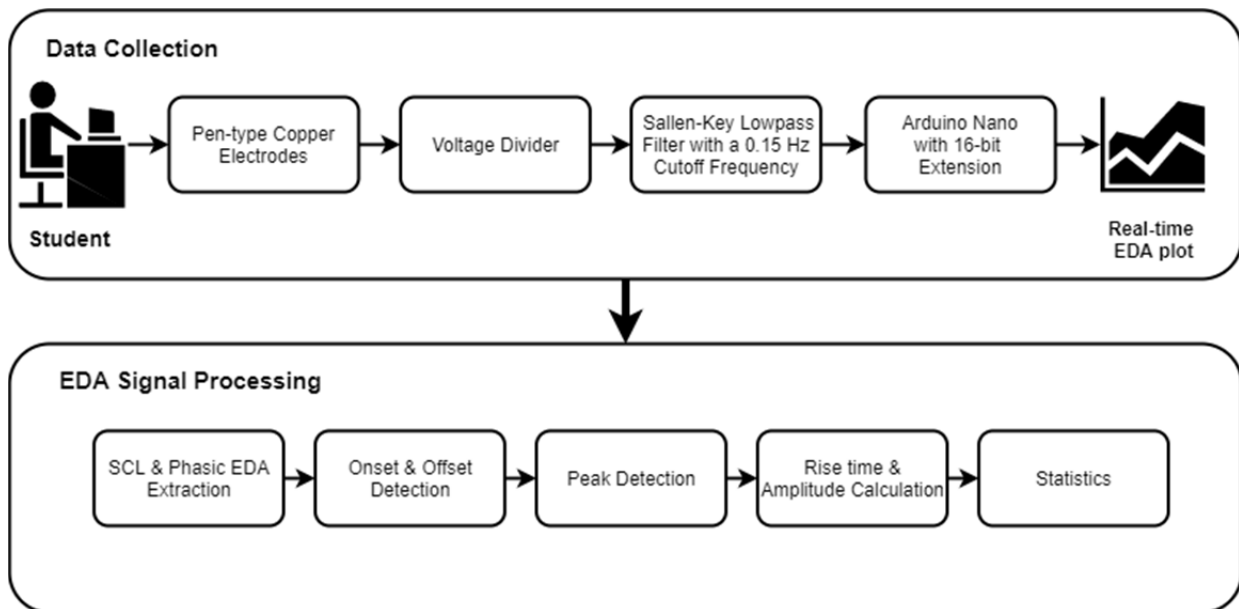 Data Collection
Pen-type Copper
Electrodes
Voltage Divider
Sallen-Key Lowpass
Filter with a 0.15 Hz
Cutoff Frequency
Arduino Nano
with 16-bit
Extension
Student
Real-time
EDA plot
EDA Signal Processing
SCL & Phasic EDA
Extraction
Onset & Offset
Detection
Peak Detection
Rise time &
Amplitude Calculation
Statistics